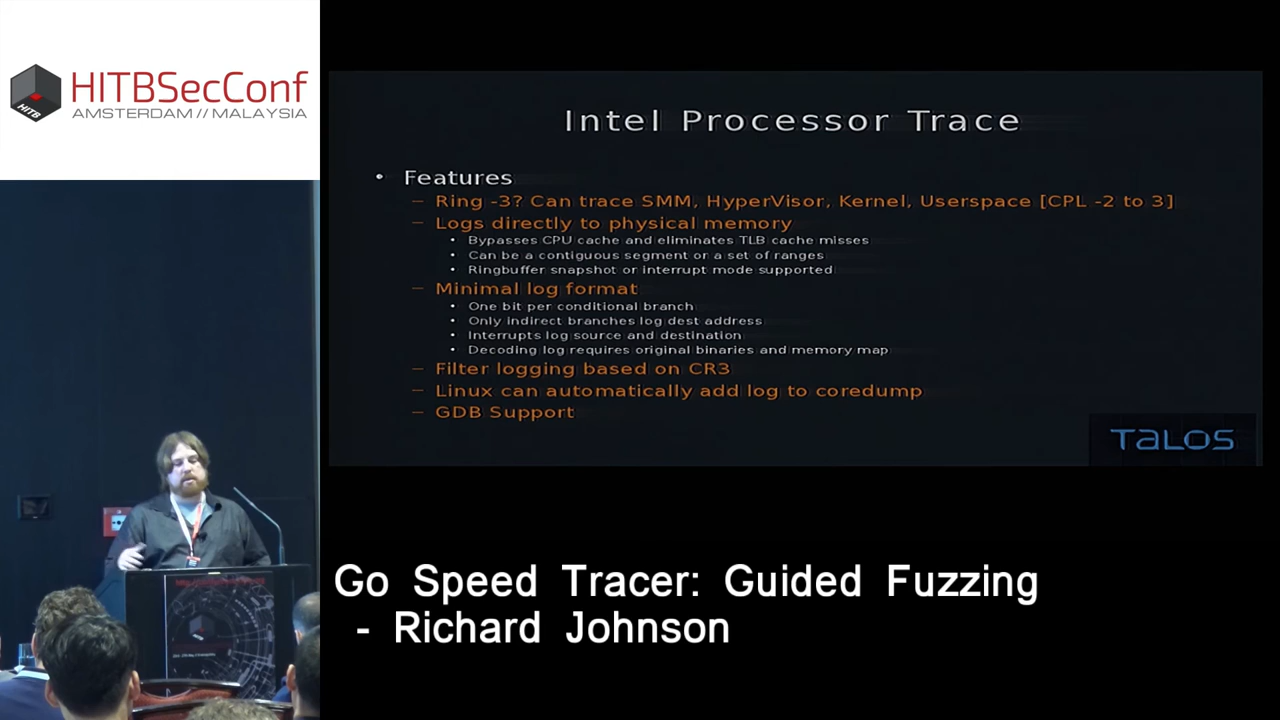 HITBSecConf
AMSTERDAM // MALAYSIA
HITB
Intel Processor Trace
• Features
– Ring -3? Can trace SMM, HyperVisor, Kernel, Userspace [CPL -2 to 3]
– Logs directly to physical memory
• Bypasses CPU cache and eliminates TLB cache misses
• Can be a contiguous segment or a set of ranges
• Ringbuffer snapshot or interrupt mode supported
– Minimal log format
• One bit per conditional branch
• Only indirect branches log dest address
• Interrupts log source and destination
• Decoding log requires original binaries and memory map
– Filter logging based on CR3
– Linux can automatically add log to coredump
– GDB Support
TALOS
Go Speed Tracer: Guided Fuzzing
- Richard Johnson